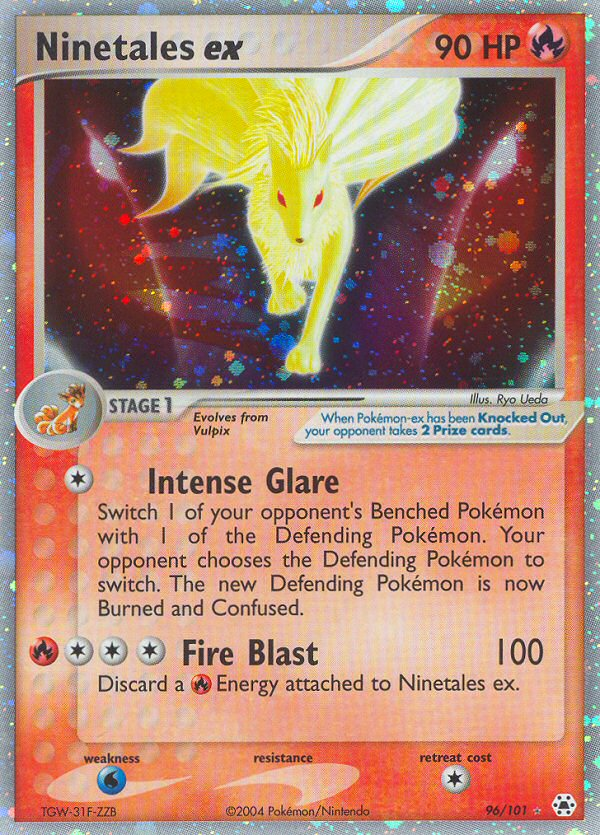 Ninetales ex
90 HP
Illus. Ryo Ueda
STAGE 1
Evolves from
Vulpix
When Pokémon-ex has been Knocked Out,
your opponent takes 2 Prize cards.
Intense Glare
Switch 1 of your opponent's Benched Pokémon
with 1 of the Defending Pokémon. Your
opponent chooses the Defending Pokémon to
switch. The new Defending Pokémon is now
Burned and Confused.
Fire Blast 100
Discard a Energy attached to Ninetales ex.
weakness resistance retreat cost
TGW-31F-ZZB ©2004 Pokémon/Nintendo 96/101